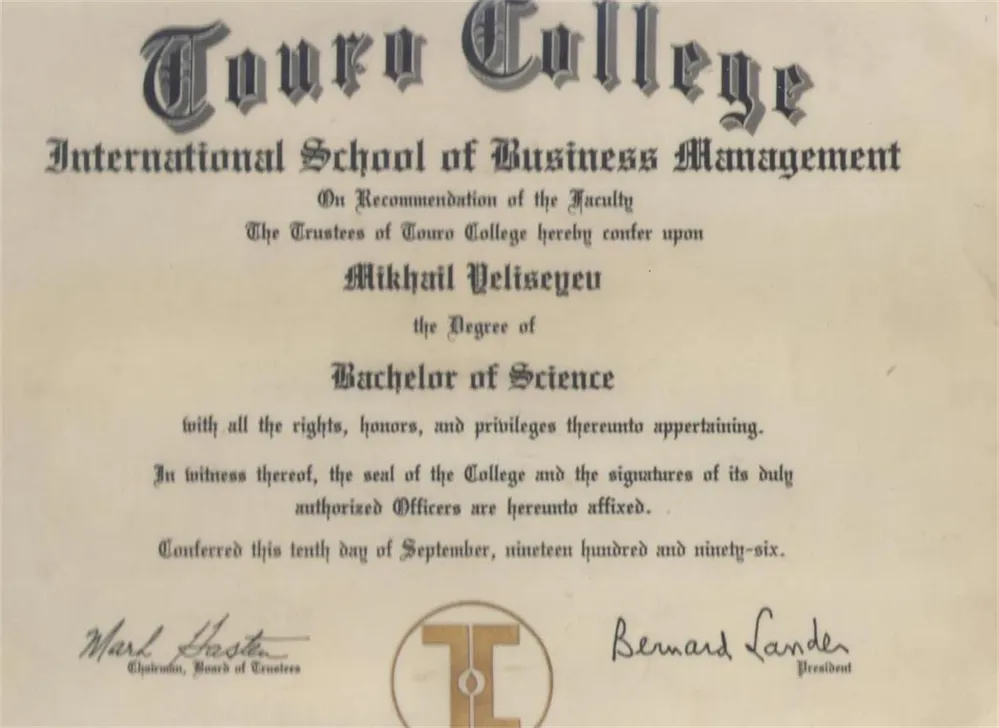 Touro College
International School of Business Management
On Recommendation of the Faculty
The Trustees of Touro College hereby confer upon
Mikhail Yeliseyev
the Degree of
Bachelor of Science
with all the rights, honors, and privileges thereunto appertaining.
In witness thereof, the seal of the College and the signatures of its duly
authorized Officers are hereunto affixed.
Conferred this tenth day of September, nineteen hundred and ninety-six.
Mark Hasten
Chairman, Board of Trustees
TC
Bernard Lander
President